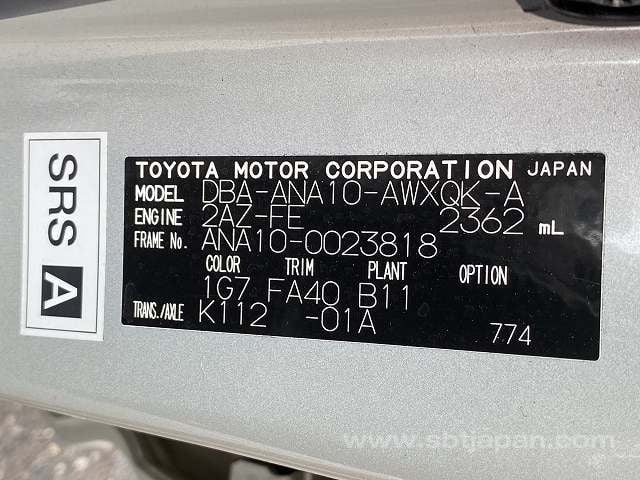 SRS A
TOYOTA MOTOR CORPORATION JAPAN
MODEL DBA-ANA10-AWXQK-A
ENGINE 2AZ-FE 2362 mL
FRAME No. ANA10-0023818
COLOR TRIM PLANT OPTION
1G7 FA40 B11
TRANS./AXLE K112 -01A 774
www.sbtjapan.com